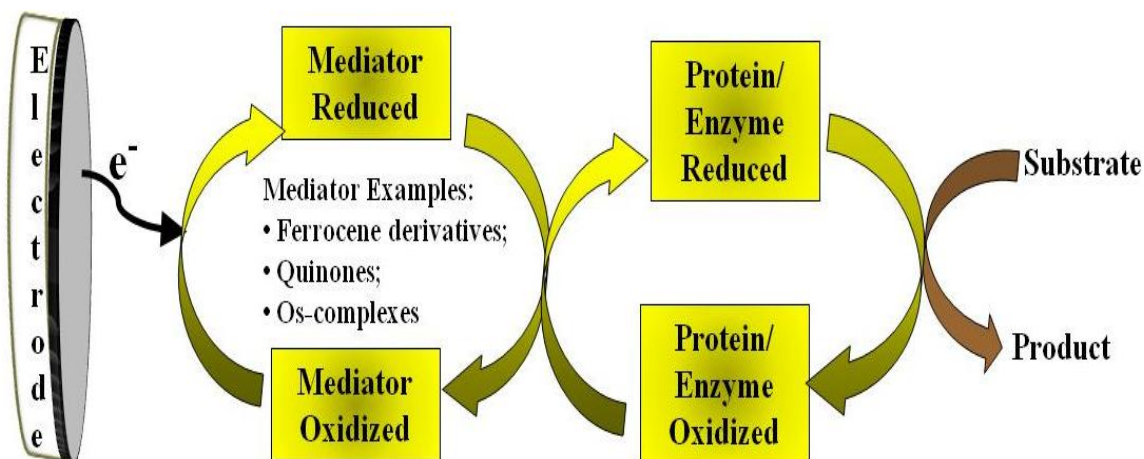 Electrode
e-
Mediator
Reduced
Mediator Examples:
• Ferrocene derivatives;
• Quinones;
• Os-complexes
Mediator
Oxidized
Protein/
Enzyme
Reduced
Protein/
Enzyme
Oxidized
Substrate
Product